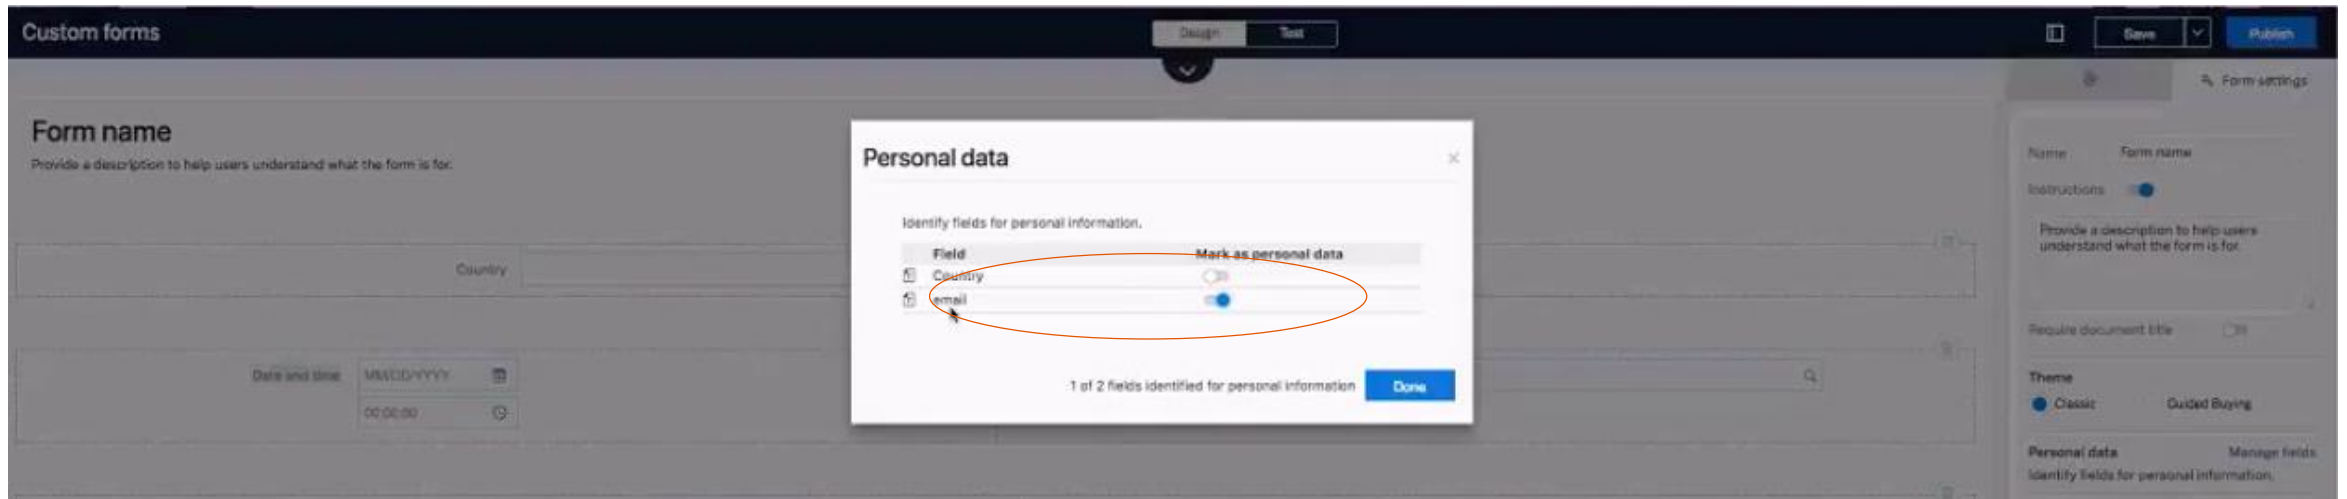 Custom forms
Design Test
Save Publish
Form settings
Form name
Provide a description to help users understand what the form is for.
Country
Date and time MM/DD/YYYY
00:00:00
Personal data
×
Identify fields for personal information.
Field Mark as personal data
Country
email
1 of 2 fields identified for personal information Done
Name Form name
Instructions
Provide a description to help users
understand what the form is for.
Require document title
Theme
Classic Guided Buying
Personal data Manage fields
Identify fields for personal information.